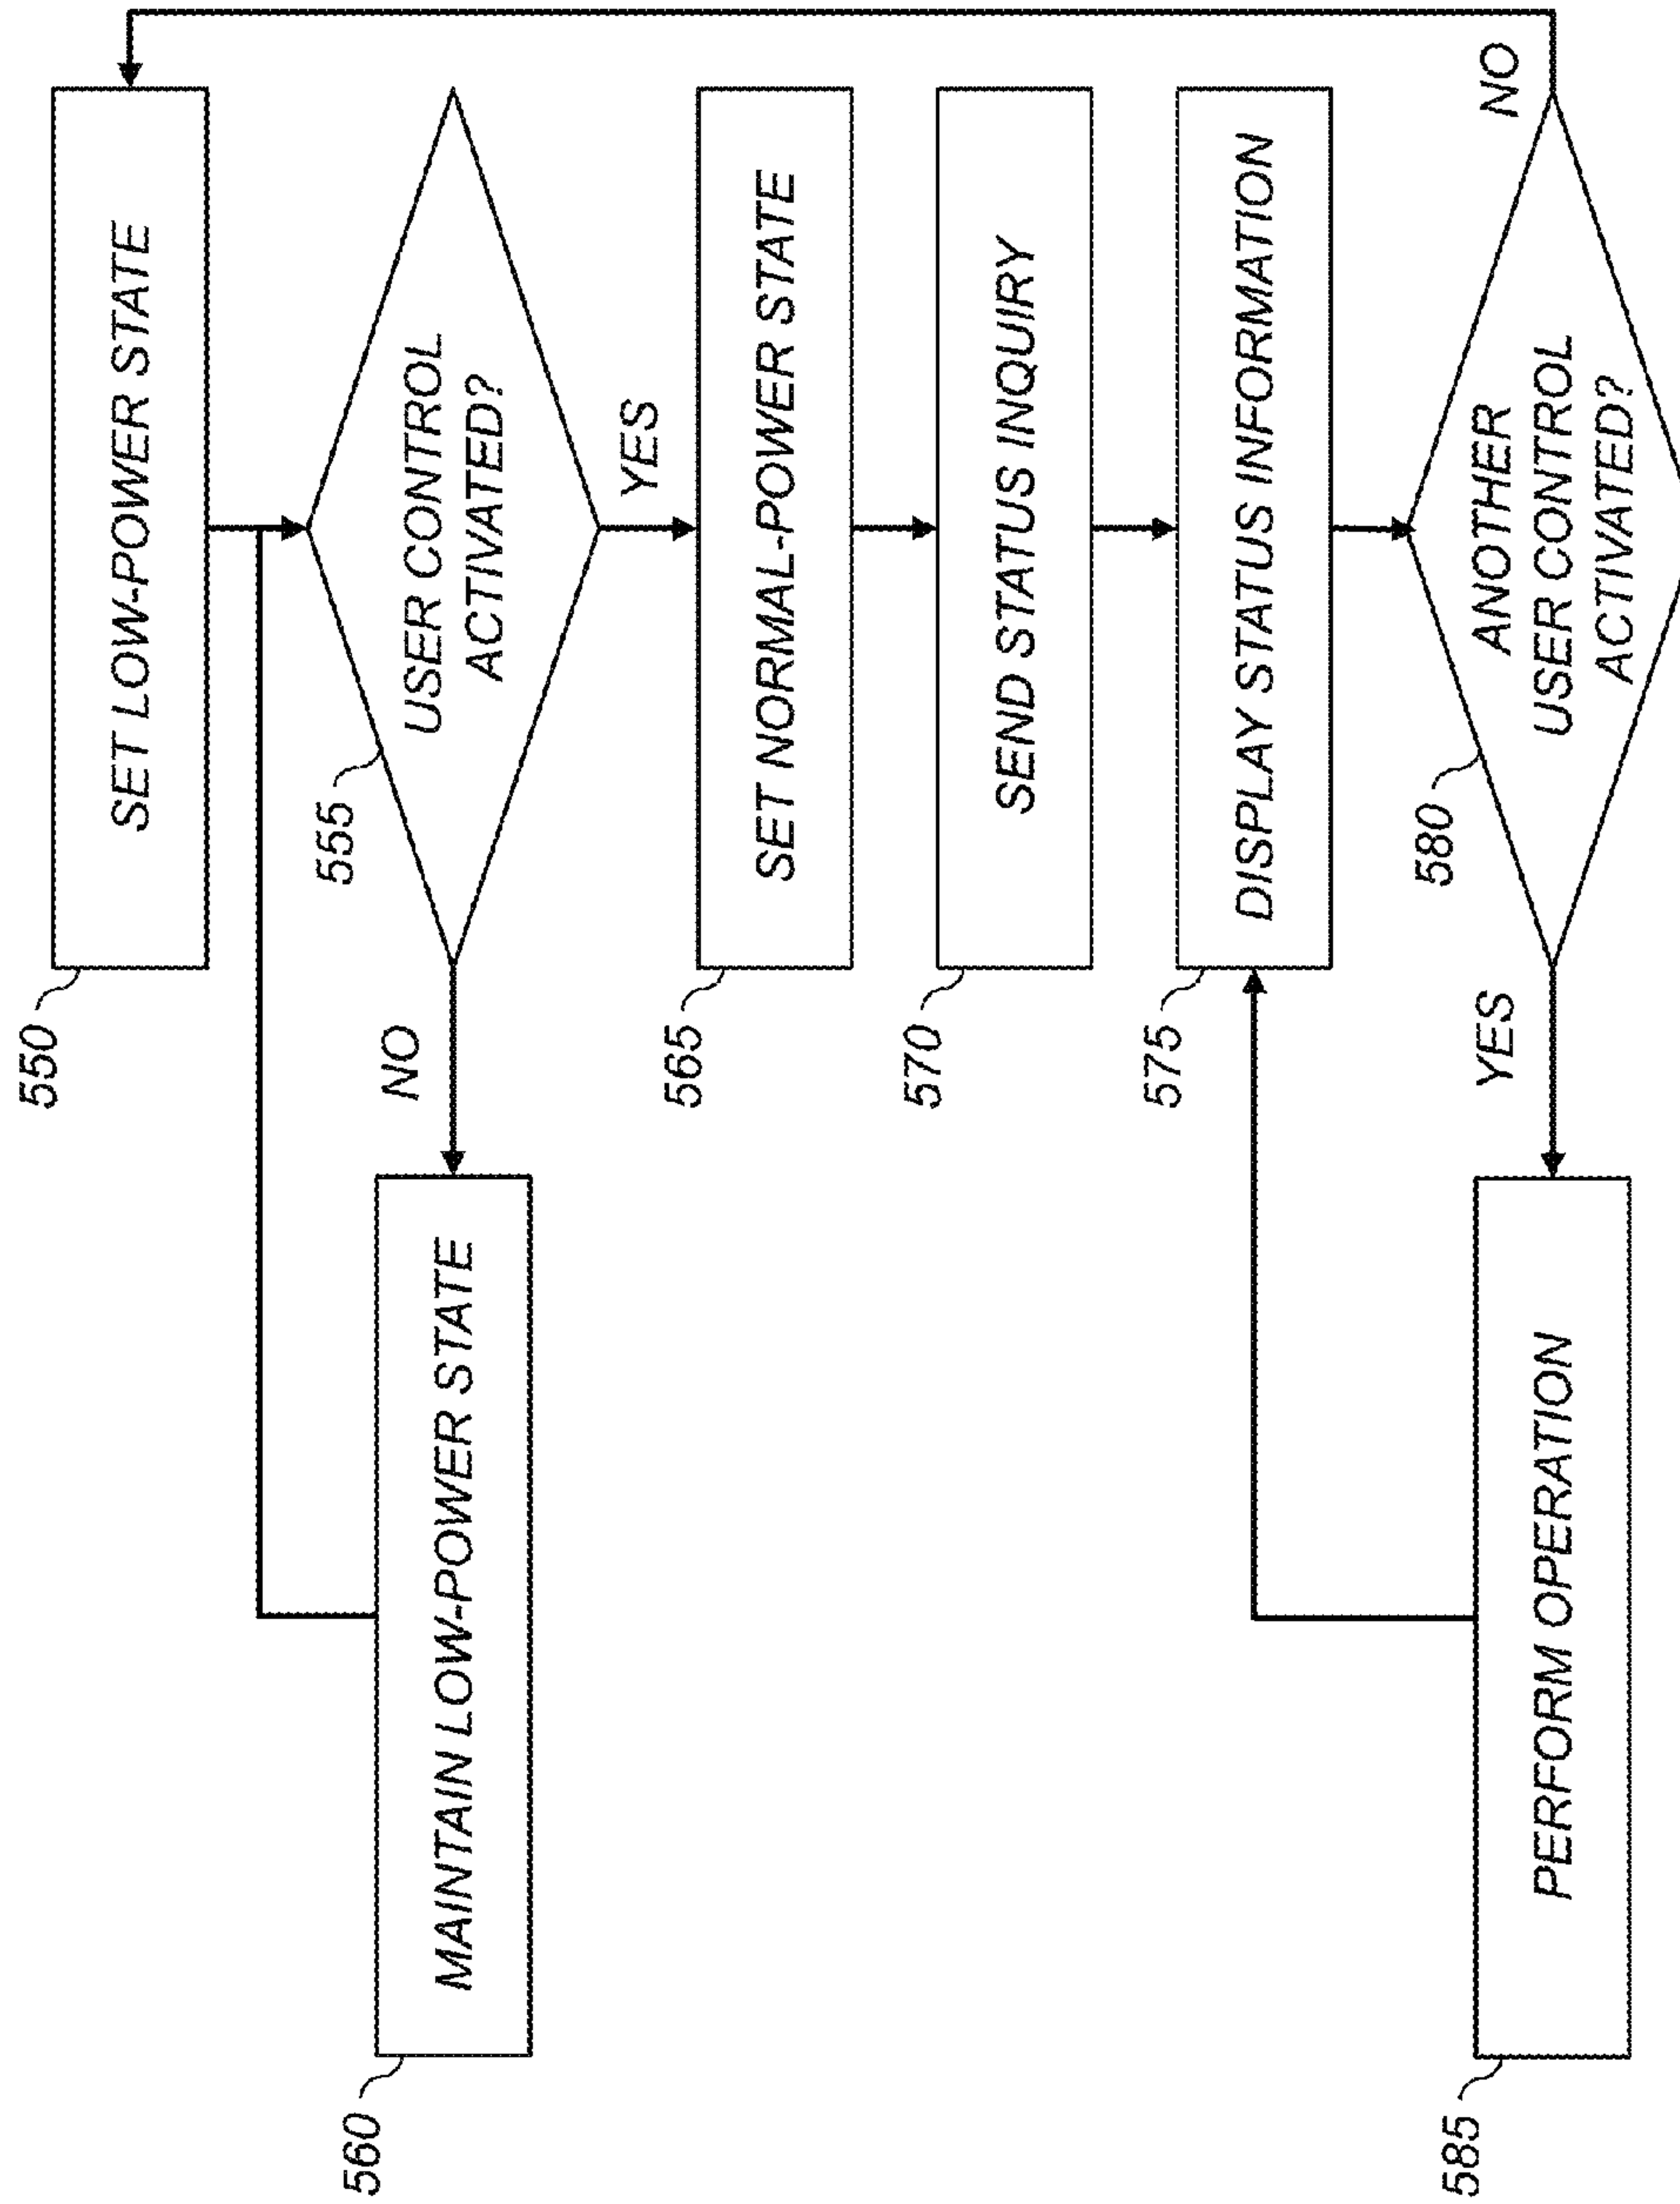 550
SET LOW-POWER STATE
555
USER CONTROL
ACTIVATED?
NO
YES
560
MAINTAIN LOW-POWER STATE
565
SET NORMAL-POWER STATE
570
SEND STATUS INQUIRY
575
DISPLAY STATUS INFORMATION
580
ANOTHER
USER CONTROL
ACTIVATED?
YES
NO
585
PERFORM OPERATION